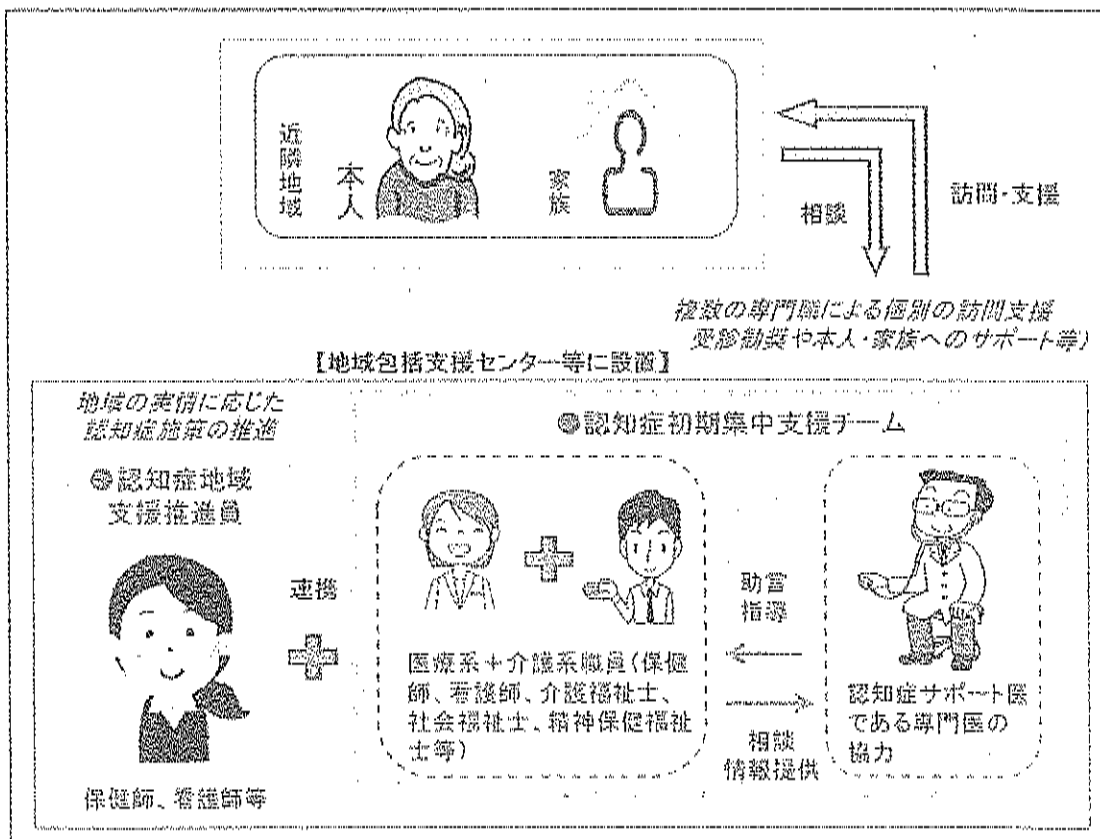 近隣地域
本人
家族
相談
訪問・支援
複数の専門職による個別の訪問支援
受診勧奨や本人・家族へのサポート等)
【地域包括支援センター等に設置】
地域の実情に応じた
認知症施策の推進
●認知症地域
支援推進員
保健師、看護師等
連携
●認知症初期集中支援チーム
医療系+介護系職員(保健
師、看護師、介護福祉士、
社会福祉士、精神保健福祉
士等)
助言
指導
相談
情報提供
認知症サポート医
である専門医の
協力